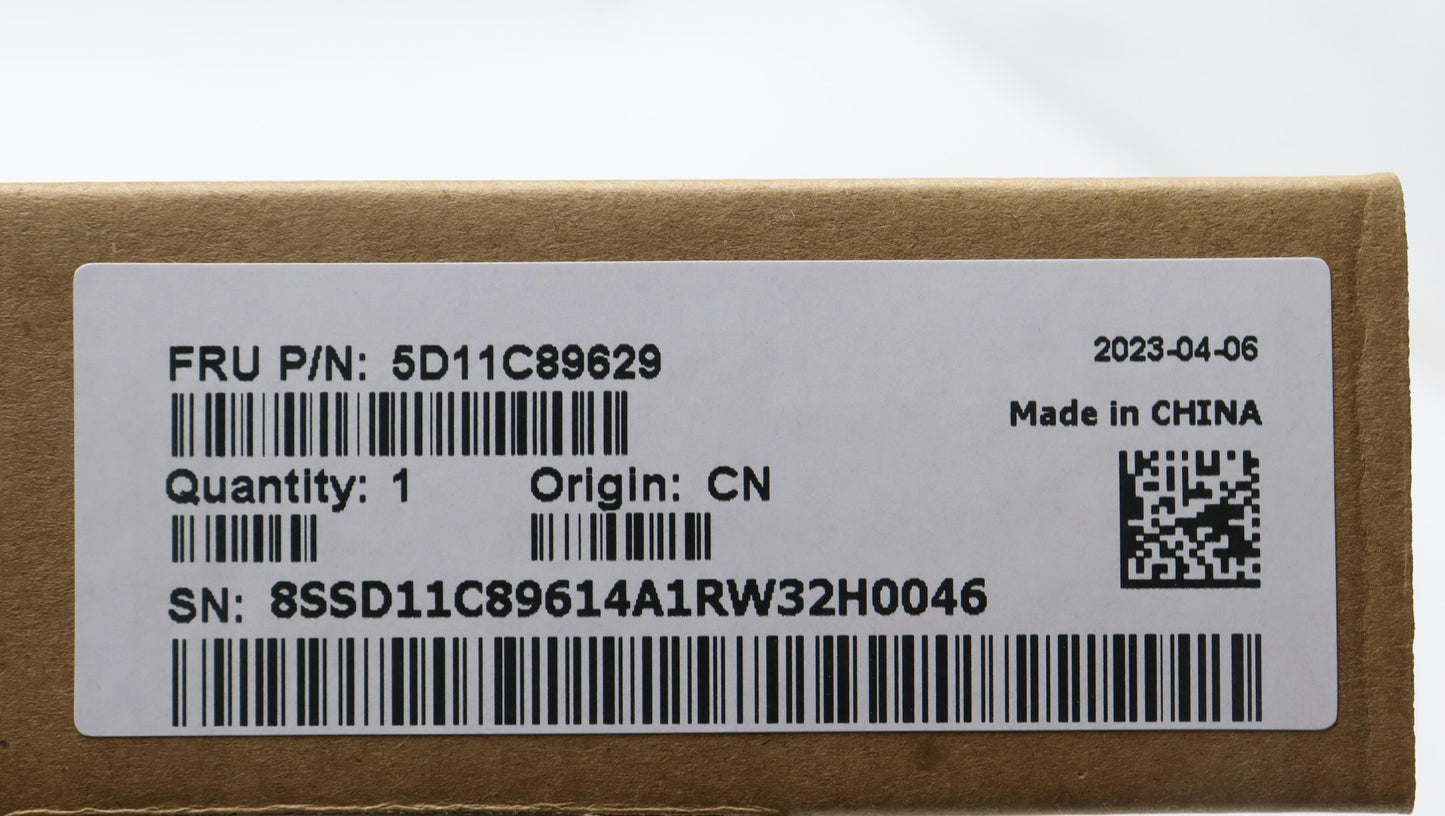 FRU P/N: 5D11C89629
2023-04-06
Made in CHINA
Quantity: 1
Origin: CN
SN: 8SSD11C89614A1RW32H0046